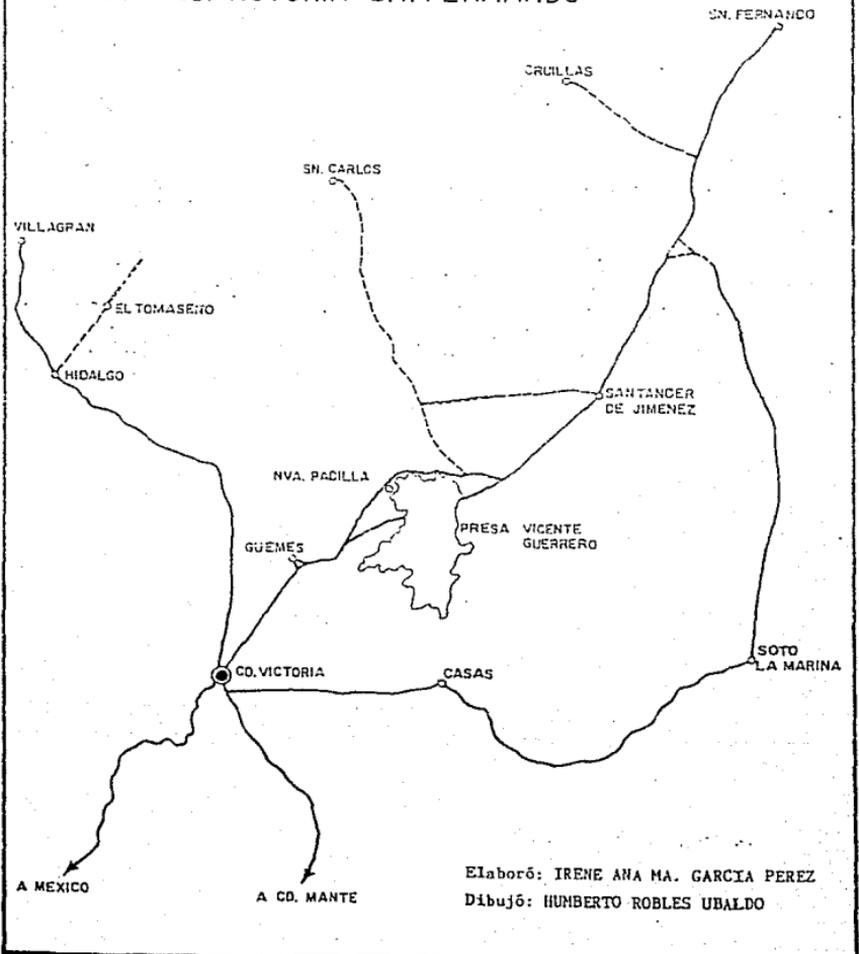 SN. FERNANDO
CRUILLAS
SN. CARLOS
VILLAGRAN
EL TOMASEÑO
HIDALGO
SANTANDER
DE JIMENEZ
NVA. PADILLA
PRESA VICENTE
GUERRERO
GUEMES
SOTO
LA MARINA
CD. VICTORIA
CASAS
A MEXICO
A CD. MANTE
Elaboró: IRENE ANA MA. GARCIA PEREZ
Dibujó: HUMBERTO ROBLES UBALDO